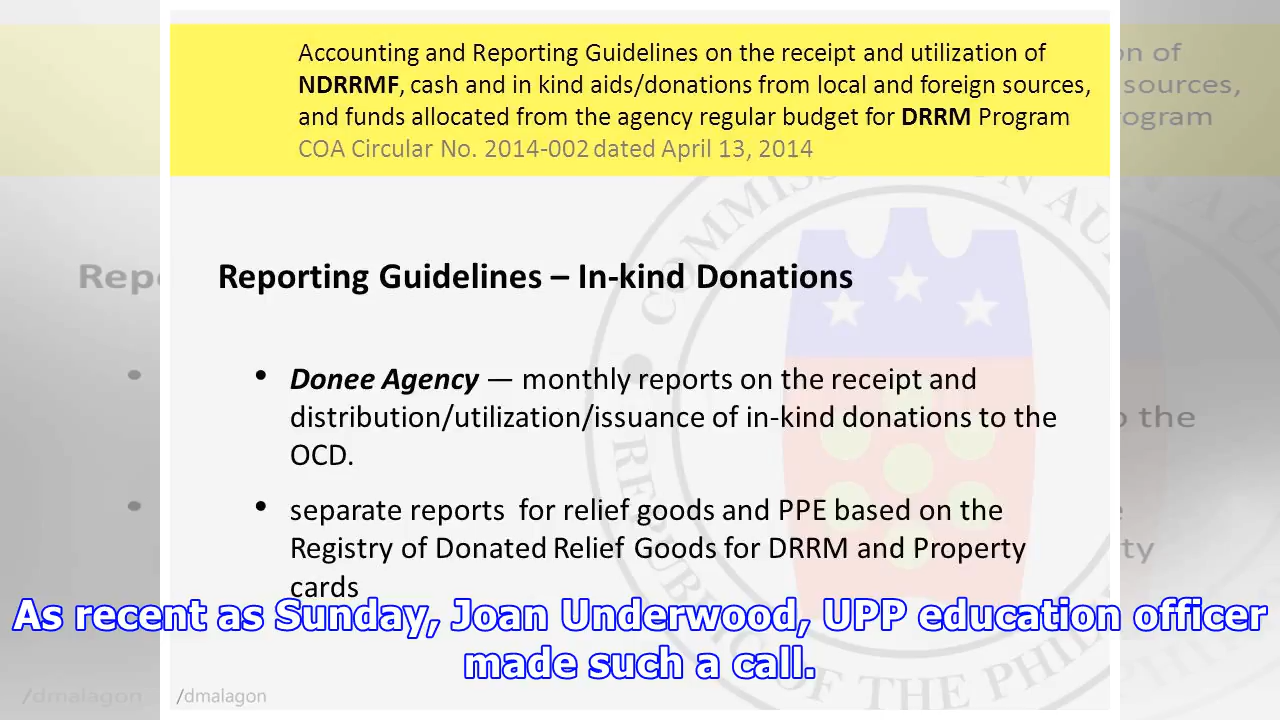 Accounting and Reporting Guidelines on the receipt and utilization of
NDRRMF, cash and in kind aids/donations from local and foreign sources,
and funds allocated from the agency regular budget for DRRM Program
COA Circular No. 2014-002 dated April 13, 2014
Reporting Guidelines – In-kind Donations
• Donee Agency — monthly reports on the receipt and
distribution/utilization/issuance of in-kind donations to the
OCD.
• separate reports for relief goods and PPE based on the
Registry of Donated Relief Goods for DRRM and Property
cards
As recent as Sunday, Joan Underwood, UPP education officer
made such a call.
/dmalagon
/dmalagon